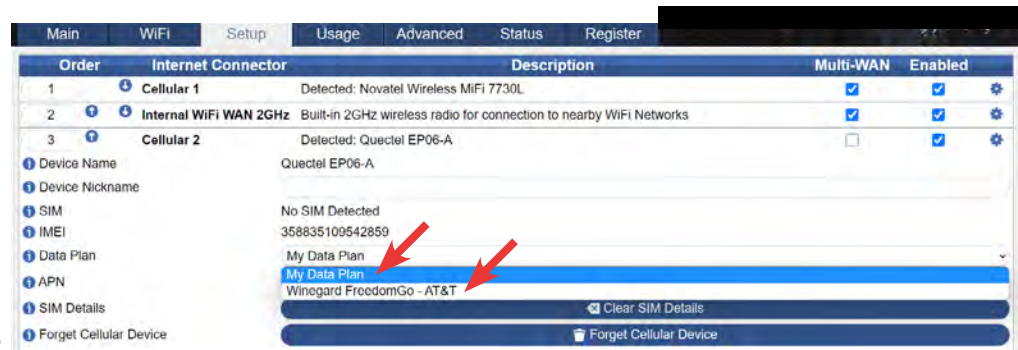 Main WiFi Setup Usage Advanced Status Register
Order Internet Connector Description Multi-WAN Enabled
1 Cellular 1 Detected: Novatel Wireless MiFi 7730L
2 Internal WiFi WAN 2GHz Built-in 2GHz wireless radio for connection to nearby WiFi Networks
3 Cellular 2 Detected: Quectel EP06-A
Device Name Quectel EP06-A
Device Nickname
SIM No SIM Detected
IMEI 358835109542859
Data Plan My Data Plan
My Data Plan
APN
Winegard FreedomGo - AT&T
SIM Details Clear SIM Details
Forget Cellular Device Forget Cellular Device